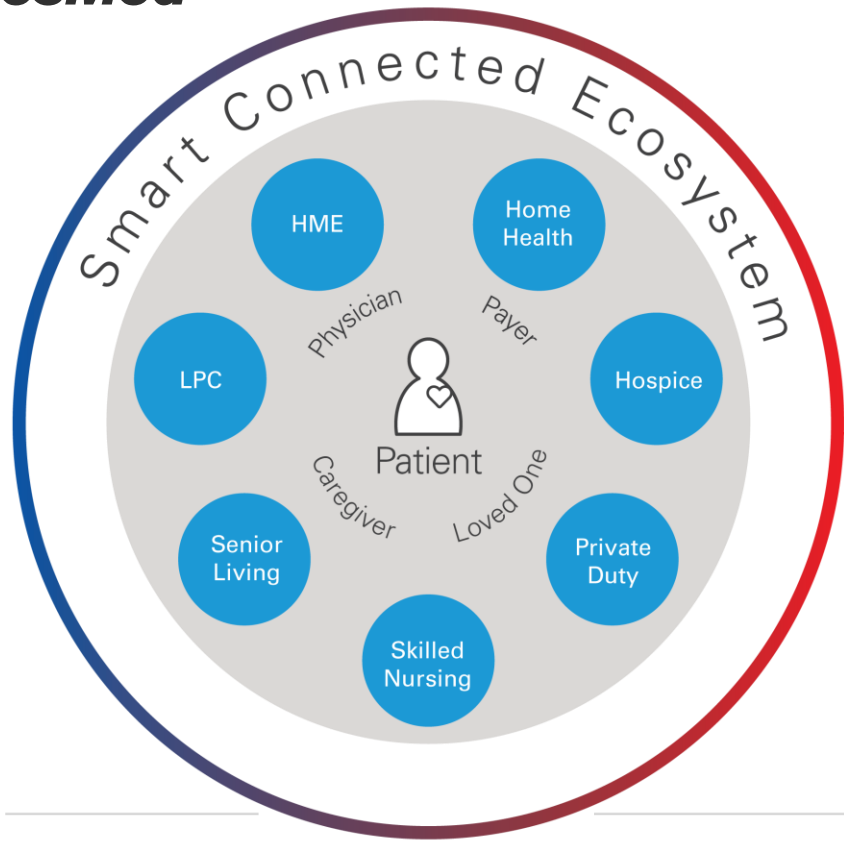 Smart Connected Ecosystem
HME
Home
Health
Physician
Payer
LPC
Hospice
Patient
Caregiver
Loved One
Senior
Living
Private
Duty
Skilled
Nursing